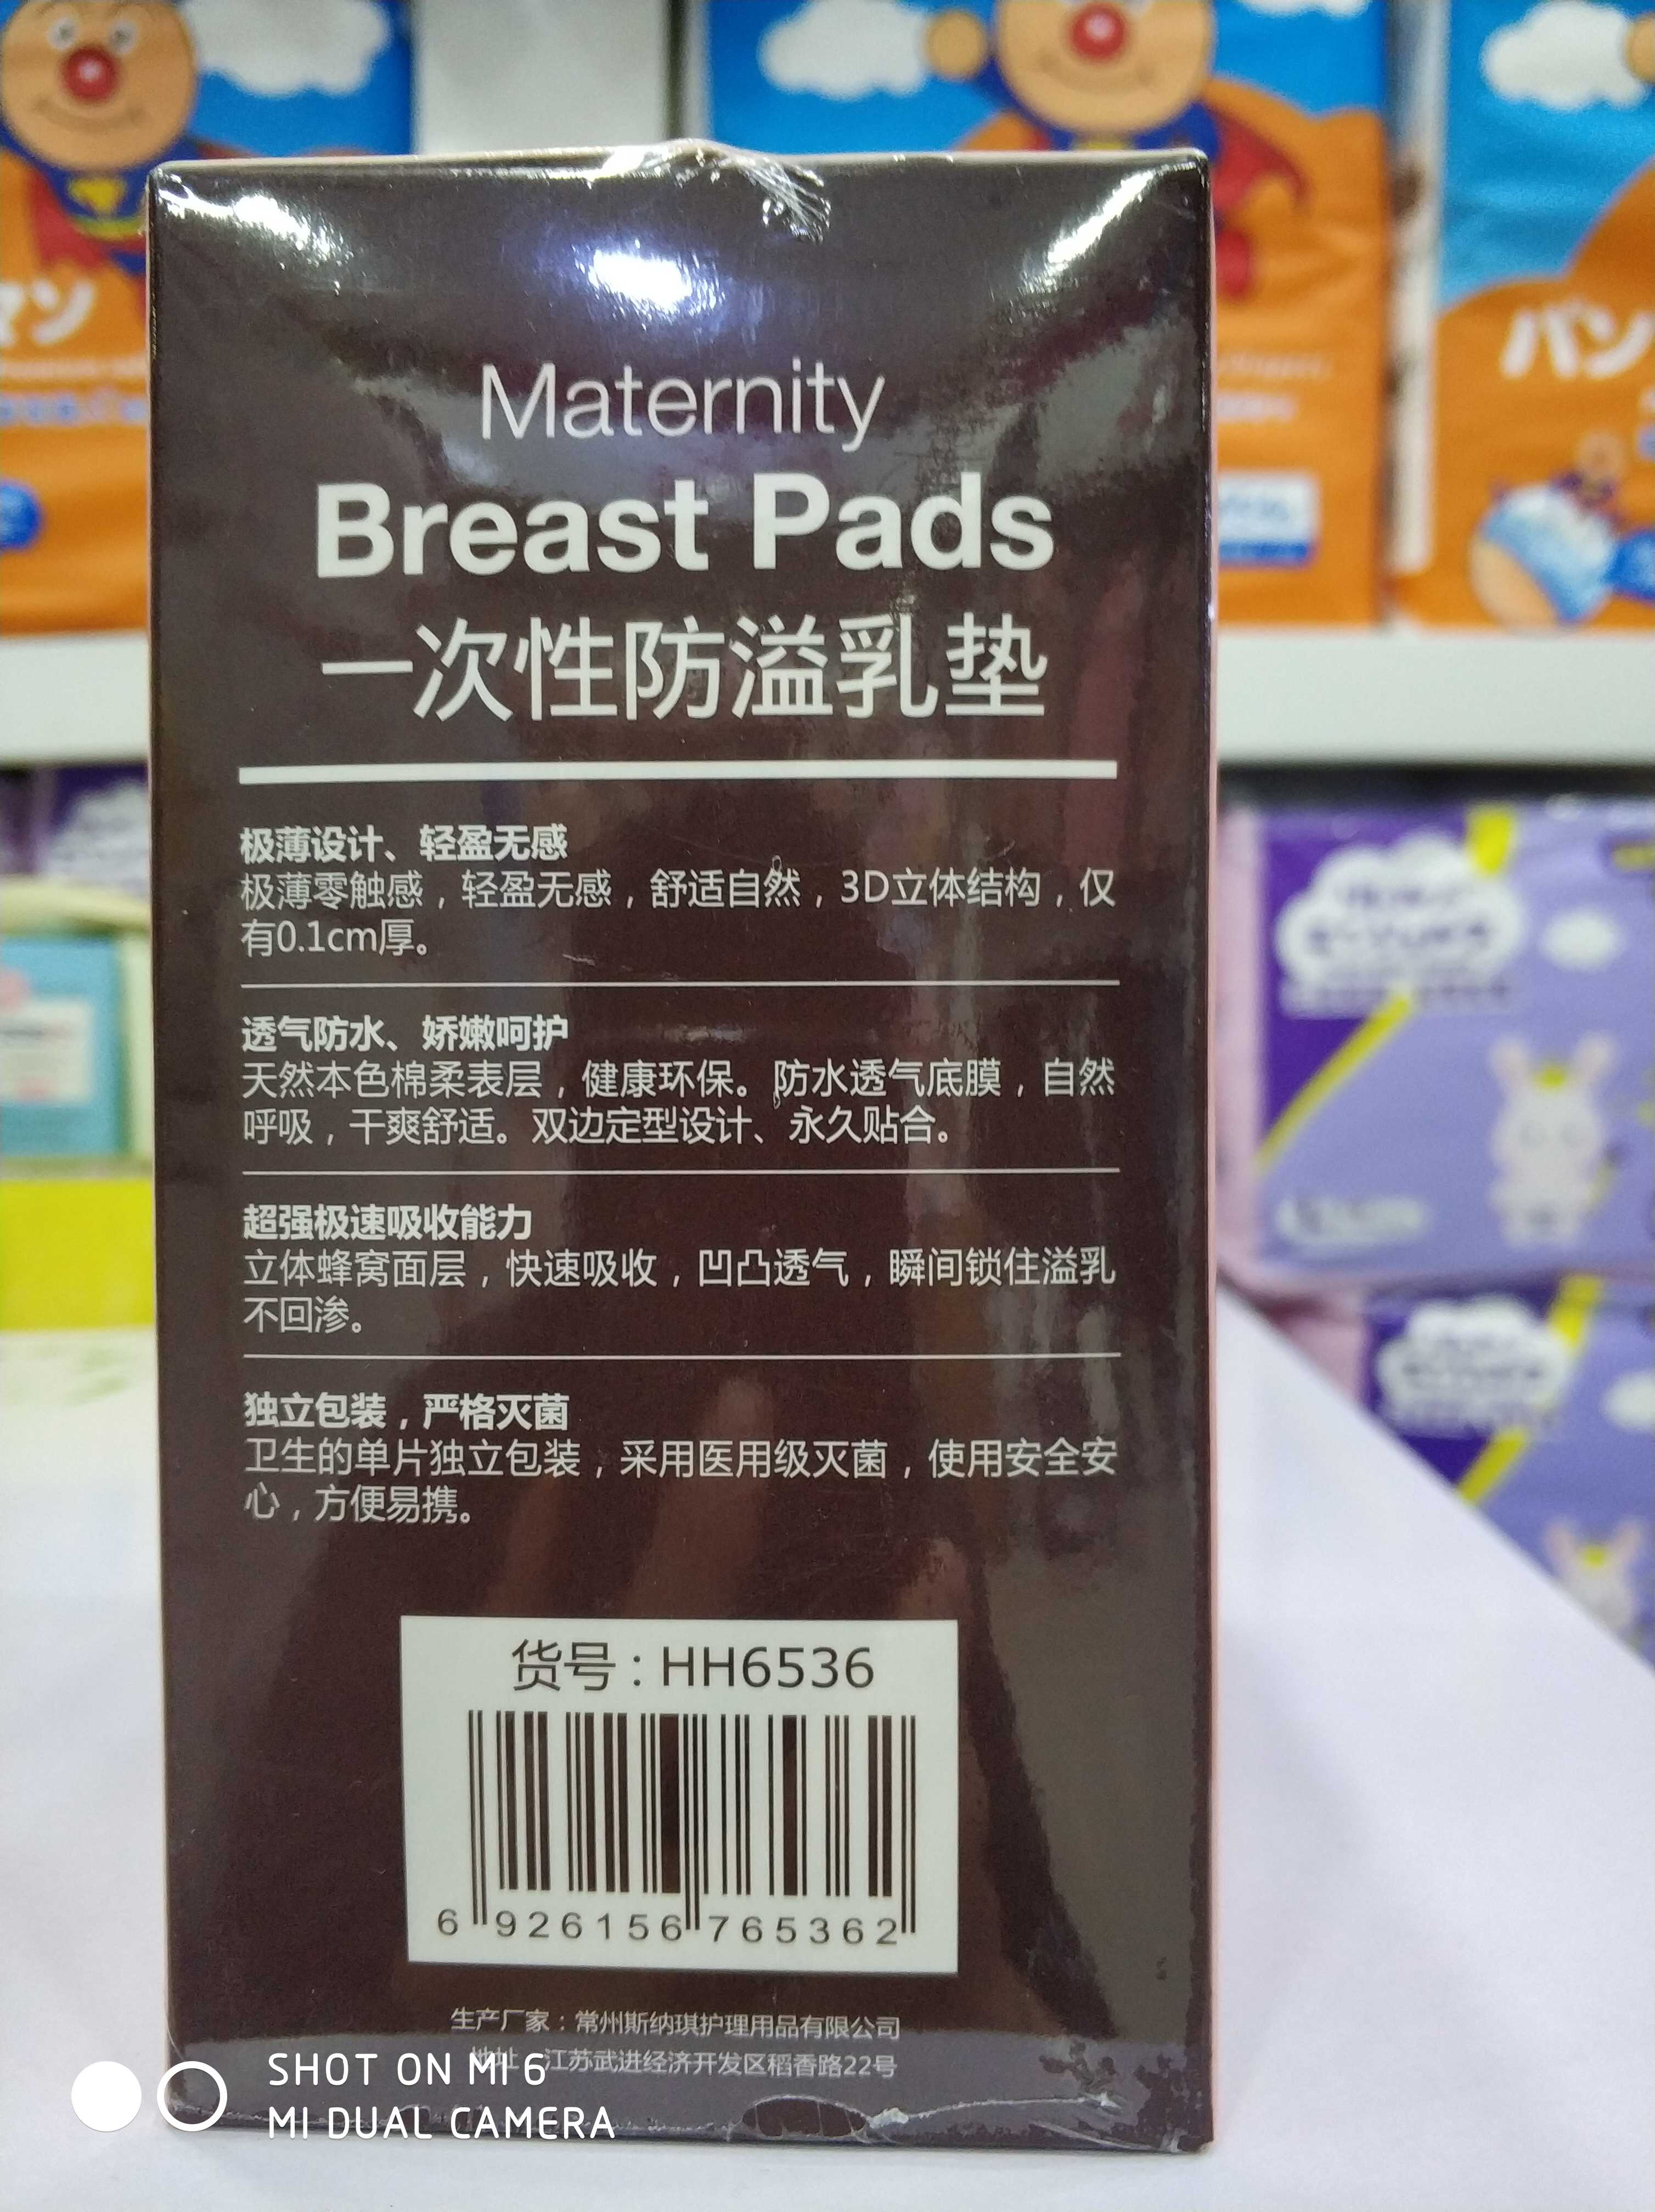 Maternity
Breast Pads
一次性防溢乳垫
极薄设计、轻盈无感
极薄零触感，轻盈无感，舒适自然，3D立体结构，仅
有0.1cm厚。
透气防水、娇嫩呵护
天然本色棉柔表层，健康环保。防水透气底膜，自然
呼吸，干爽舒适。双边定型设计、永久贴合。
超强极速吸收能力
立体蜂窝面层，快速吸收，凹凸透气，瞬间锁住溢乳
不回渗。
独立包装，严格灭菌
卫生的单片独立包装，采用医用级灭菌，使用安全安
心，方便易携。
货号：HH6536
6 926156 765362
生产厂家：常州斯纳琪护理用品有限公司
地址：江苏武进经济开发区稻香路22号
SHOT ON MI 6
MI DUAL CAMERA
マン
パン